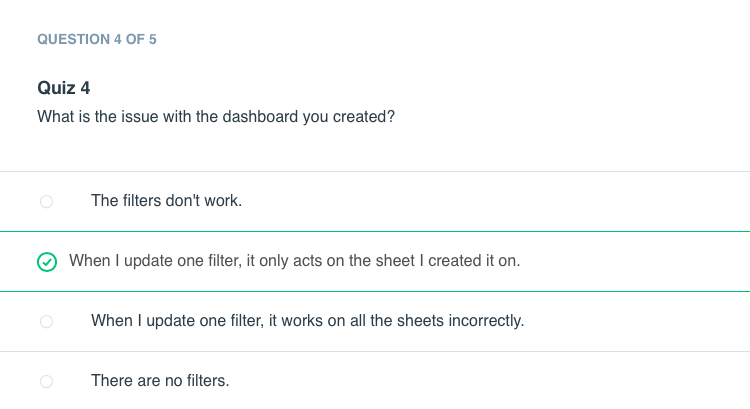 QUESTION 4 OF 5
Quiz 4
What is the issue with the dashboard you created?
The filters don't work.
When I update one filter, it only acts on the sheet I created it on.
When I update one filter, it works on all the sheets incorrectly.
There are no filters.